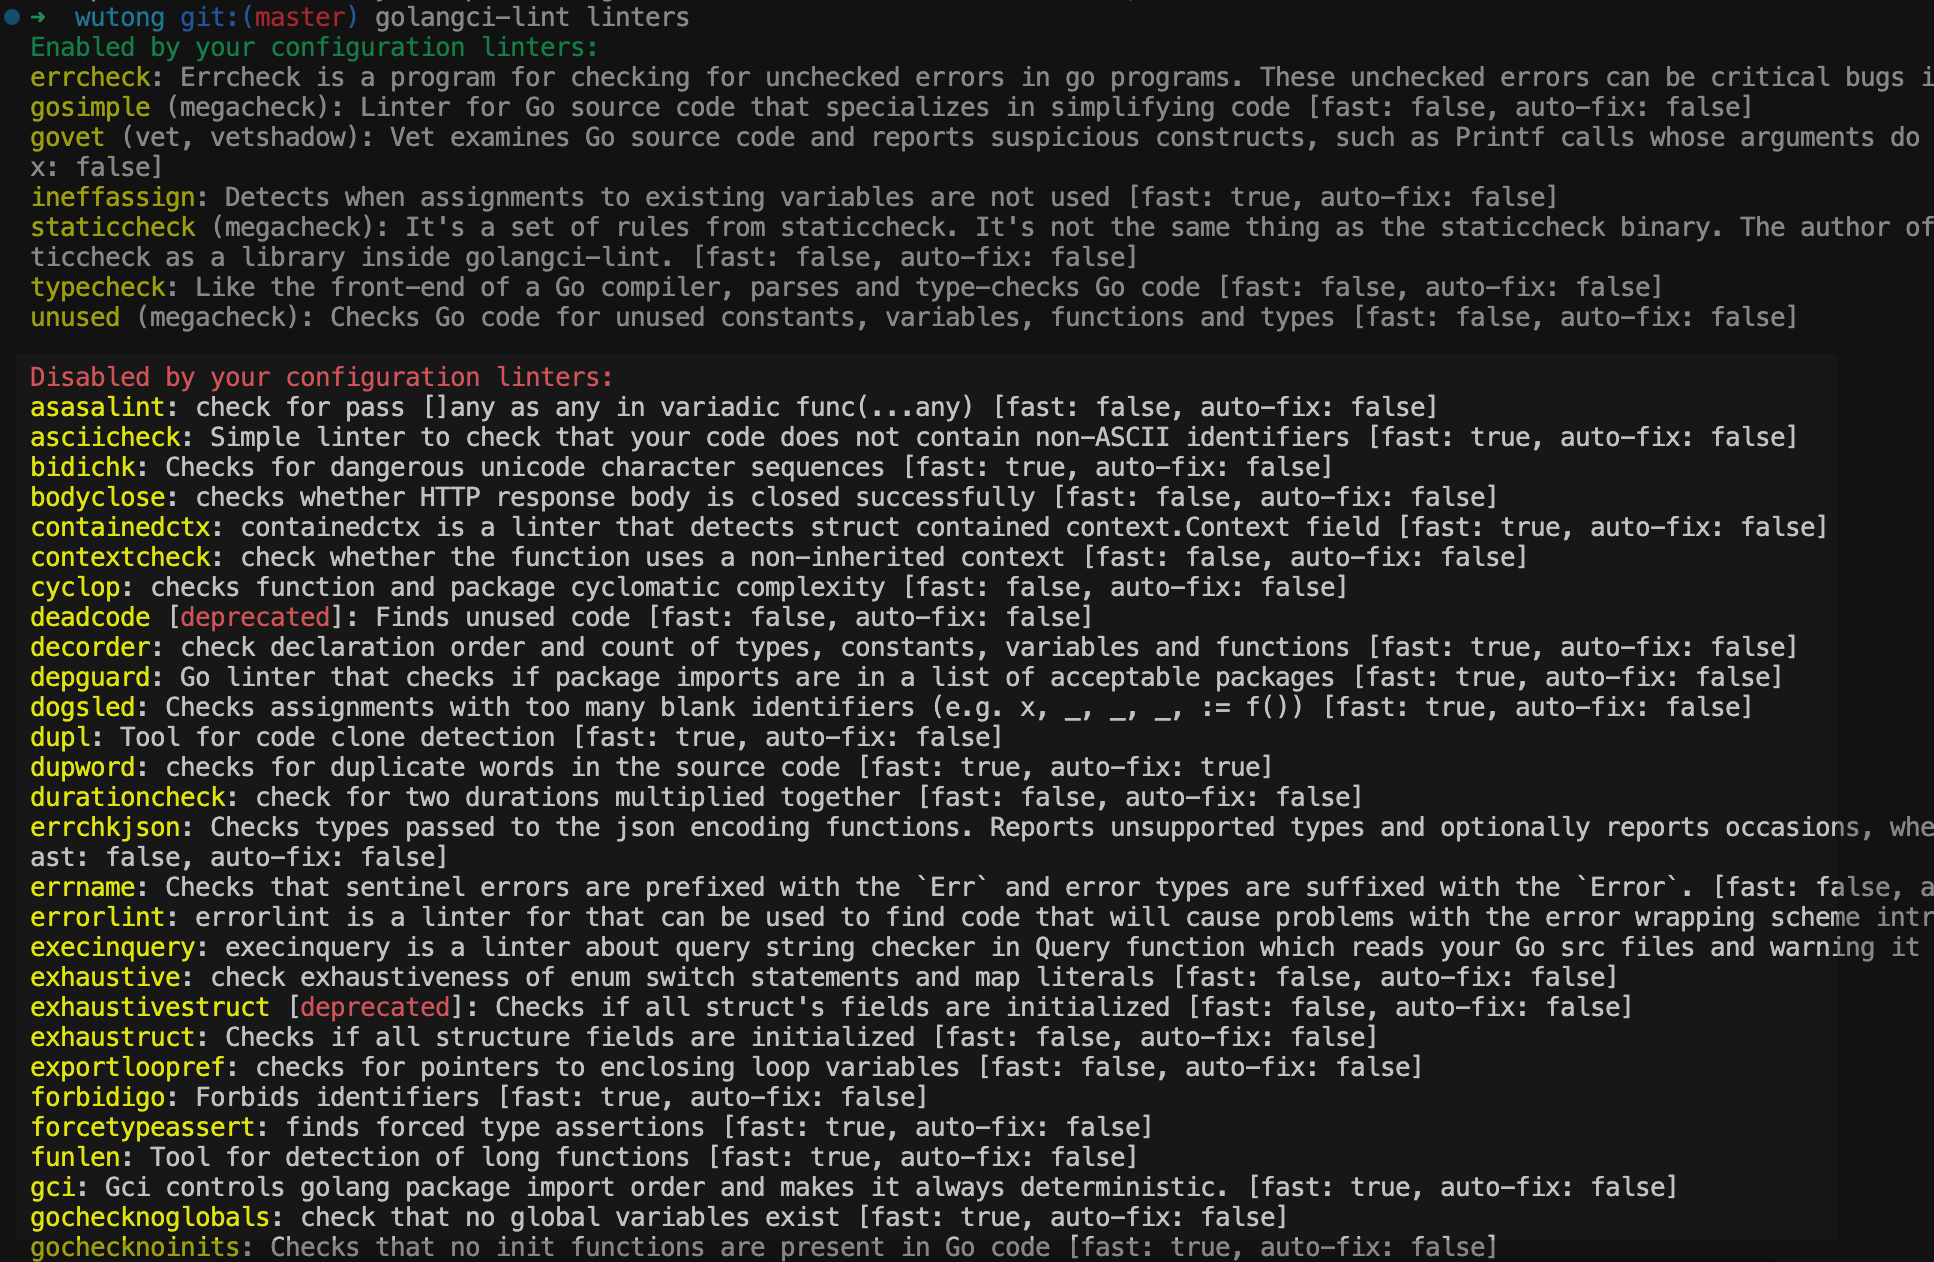 ➜  wutong git:(master) golangci-lint linters
Enabled by your configuration linters:
errcheck: Errcheck is a program for checking for unchecked errors in go programs. These unchecked errors can be critical bugs i
gosimple (megacheck): Linter for Go source code that specializes in simplifying code [fast: false, auto-fix: false]
govet (vet, vetshadow): Vet examines Go source code and reports suspicious constructs, such as Printf calls whose arguments do
x: false]
ineffassign: Detects when assignments to existing variables are not used [fast: true, auto-fix: false]
staticcheck (megacheck): It's a set of rules from staticcheck. It's not the same thing as the staticcheck binary. The author of
ticcheck as a library inside golangci-lint. [fast: false, auto-fix: false]
typecheck: Like the front-end of a Go compiler, parses and type-checks Go code [fast: false, auto-fix: false]
unused (megacheck): Checks Go code for unused constants, variables, functions and types [fast: false, auto-fix: false]
Disabled by your configuration linters:
asasalint: check for pass []any as any in variadic func(...any) [fast: false, auto-fix: false]
asciicheck: Simple linter to check that your code does not contain non-ASCII identifiers [fast: true, auto-fix: false]
bidichk: Checks for dangerous unicode character sequences [fast: true, auto-fix: false]
bodyclose: checks whether HTTP response body is closed successfully [fast: false, auto-fix: false]
containedctx: containedctx is a linter that detects struct contained context.Context field [fast: true, auto-fix: false]
contextcheck: check whether the function uses a non-inherited context [fast: false, auto-fix: false]
cyclop: checks function and package cyclomatic complexity [fast: false, auto-fix: false]
deadcode [deprecated]: Finds unused code [fast: false, auto-fix: false]
decorder: check declaration order and count of types, constants, variables and functions [fast: true, auto-fix: false]
depguard: Go linter that checks if package imports are in a list of acceptable packages [fast: true, auto-fix: false]
dogsled: Checks assignments with too many blank identifiers (e.g. x, _, _, _, := f()) [fast: true, auto-fix: false]
dupl: Tool for code clone detection [fast: true, auto-fix: false]
dupword: checks for duplicate words in the source code [fast: true, auto-fix: true]
durationcheck: check for two durations multiplied together [fast: false, auto-fix: false]
errchkjson: Checks types passed to the json encoding functions. Reports unsupported types and optionally reports occasions, whe
ast: false, auto-fix: false]
errname: Checks that sentinel errors are prefixed with the `Err` and error types are suffixed with the `Error`. [fast: false, a
errorlint: errorlint is a linter for that can be used to find code that will cause problems with the error wrapping scheme intr
execinquery: execinquery is a linter about query string checker in Query function which reads your Go src files and warning it
exhaustive: check exhaustiveness of enum switch statements and map literals [fast: false, auto-fix: false]
exhaustivestruct [deprecated]: Checks if all struct's fields are initialized [fast: false, auto-fix: false]
exhaustruct: Checks if all structure fields are initialized [fast: false, auto-fix: false]
exportloopref: checks for pointers to enclosing loop variables [fast: false, auto-fix: false]
forbidigo: Forbids identifiers [fast: true, auto-fix: false]
forcetypeassert: finds forced type assertions [fast: true, auto-fix: false]
funlen: Tool for detection of long functions [fast: true, auto-fix: false]
gci: Gci controls golang package import order and makes it always deterministic. [fast: true, auto-fix: false]
gochecknoglobals: check that no global variables exist [fast: true, auto-fix: false]
gochecknoinits: Checks that no init functions are present in Go code [fast: true, auto-fix: false]